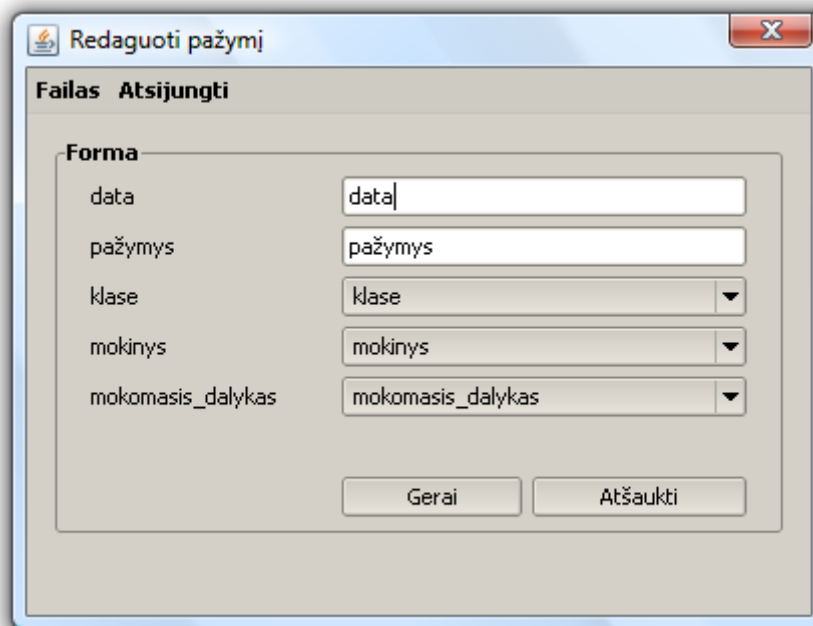 Redaguoti pažymį
Failas Atsijungti
Forma
data data
pažymys pažymys
klase klase
mokinys mokinys
mokomasis_dalykas mokomasis_dalykas
Gerai Atšaukti